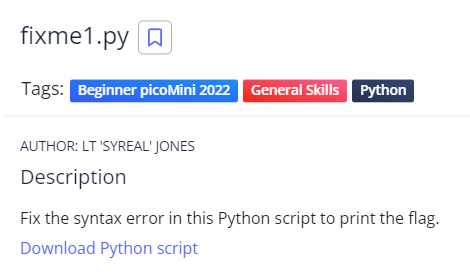 fixme1.py
Tags: Beginner picoMini 2022 General Skills Python
AUTHOR: LT 'SYREAL' JONES
Description
Fix the syntax error in this Python script to print the flag.
Download Python script